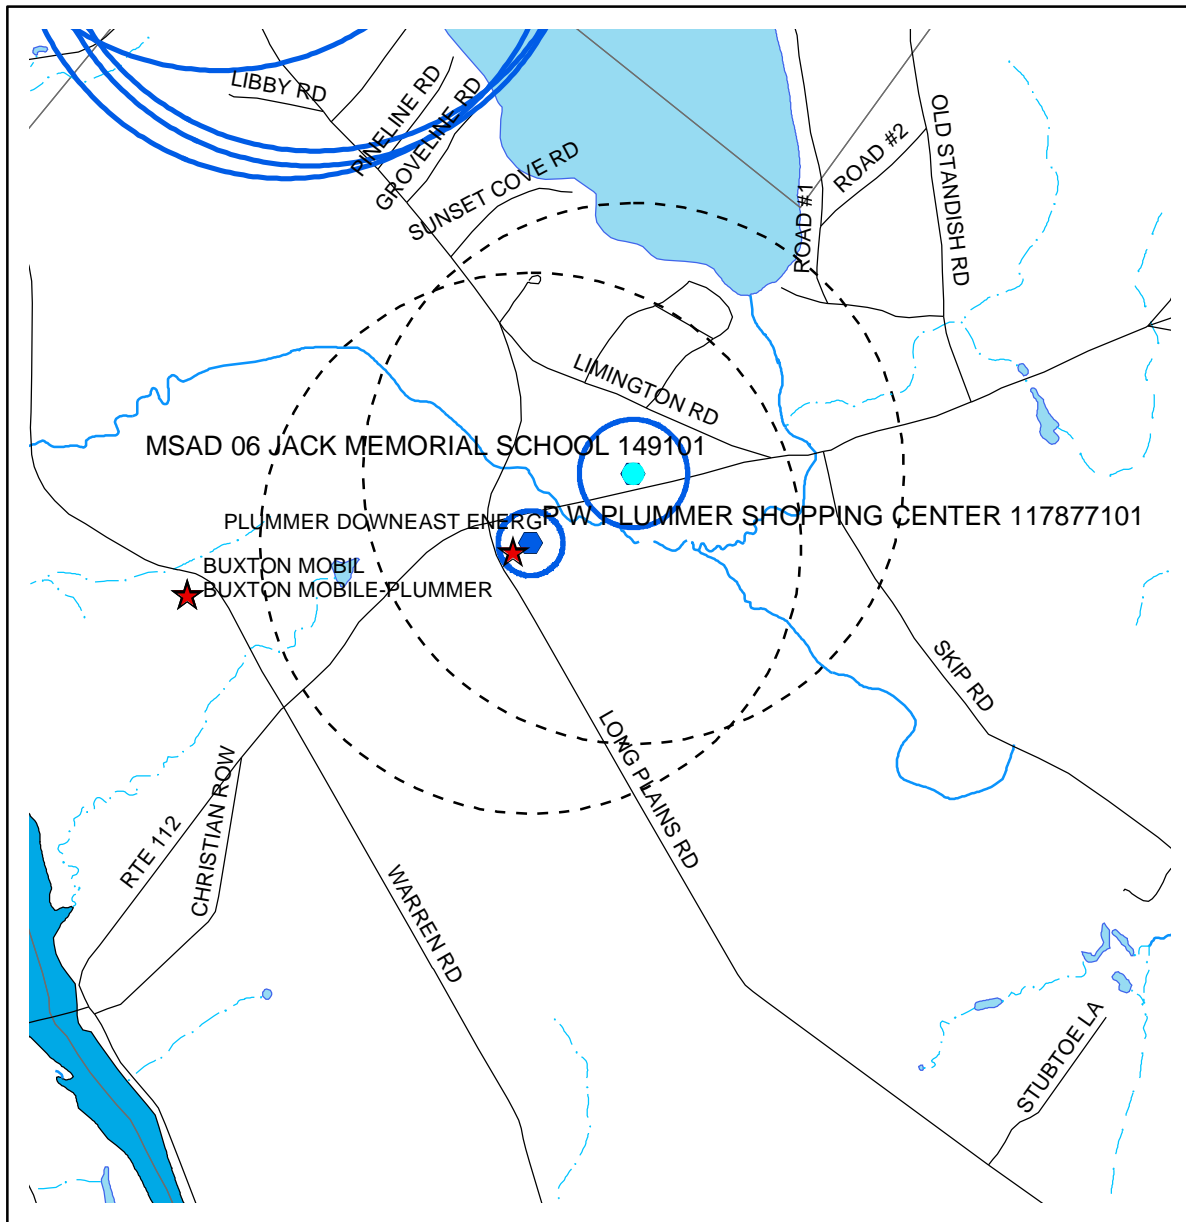 LIBBY RD
PINELINE RD
GROVELINE RD
SUNSET COVE RD
ROAD #1
ROAD #2
OLD STANDISH RD
LIMINGTON RD
MSAD 06 JACK MEMORIAL SCHOOL 149101
PLUMMER DOWNEAST ENERG
P W PLUMMER SHOPPING CENTER 117877101
BUXTON MOBIL
BUXTON MOBILE-PLUMMER
SKIP RD
LONG PLAINS RD
RTE 112
CHRISTIAN ROW
WARREN RD
STUBTOE LA